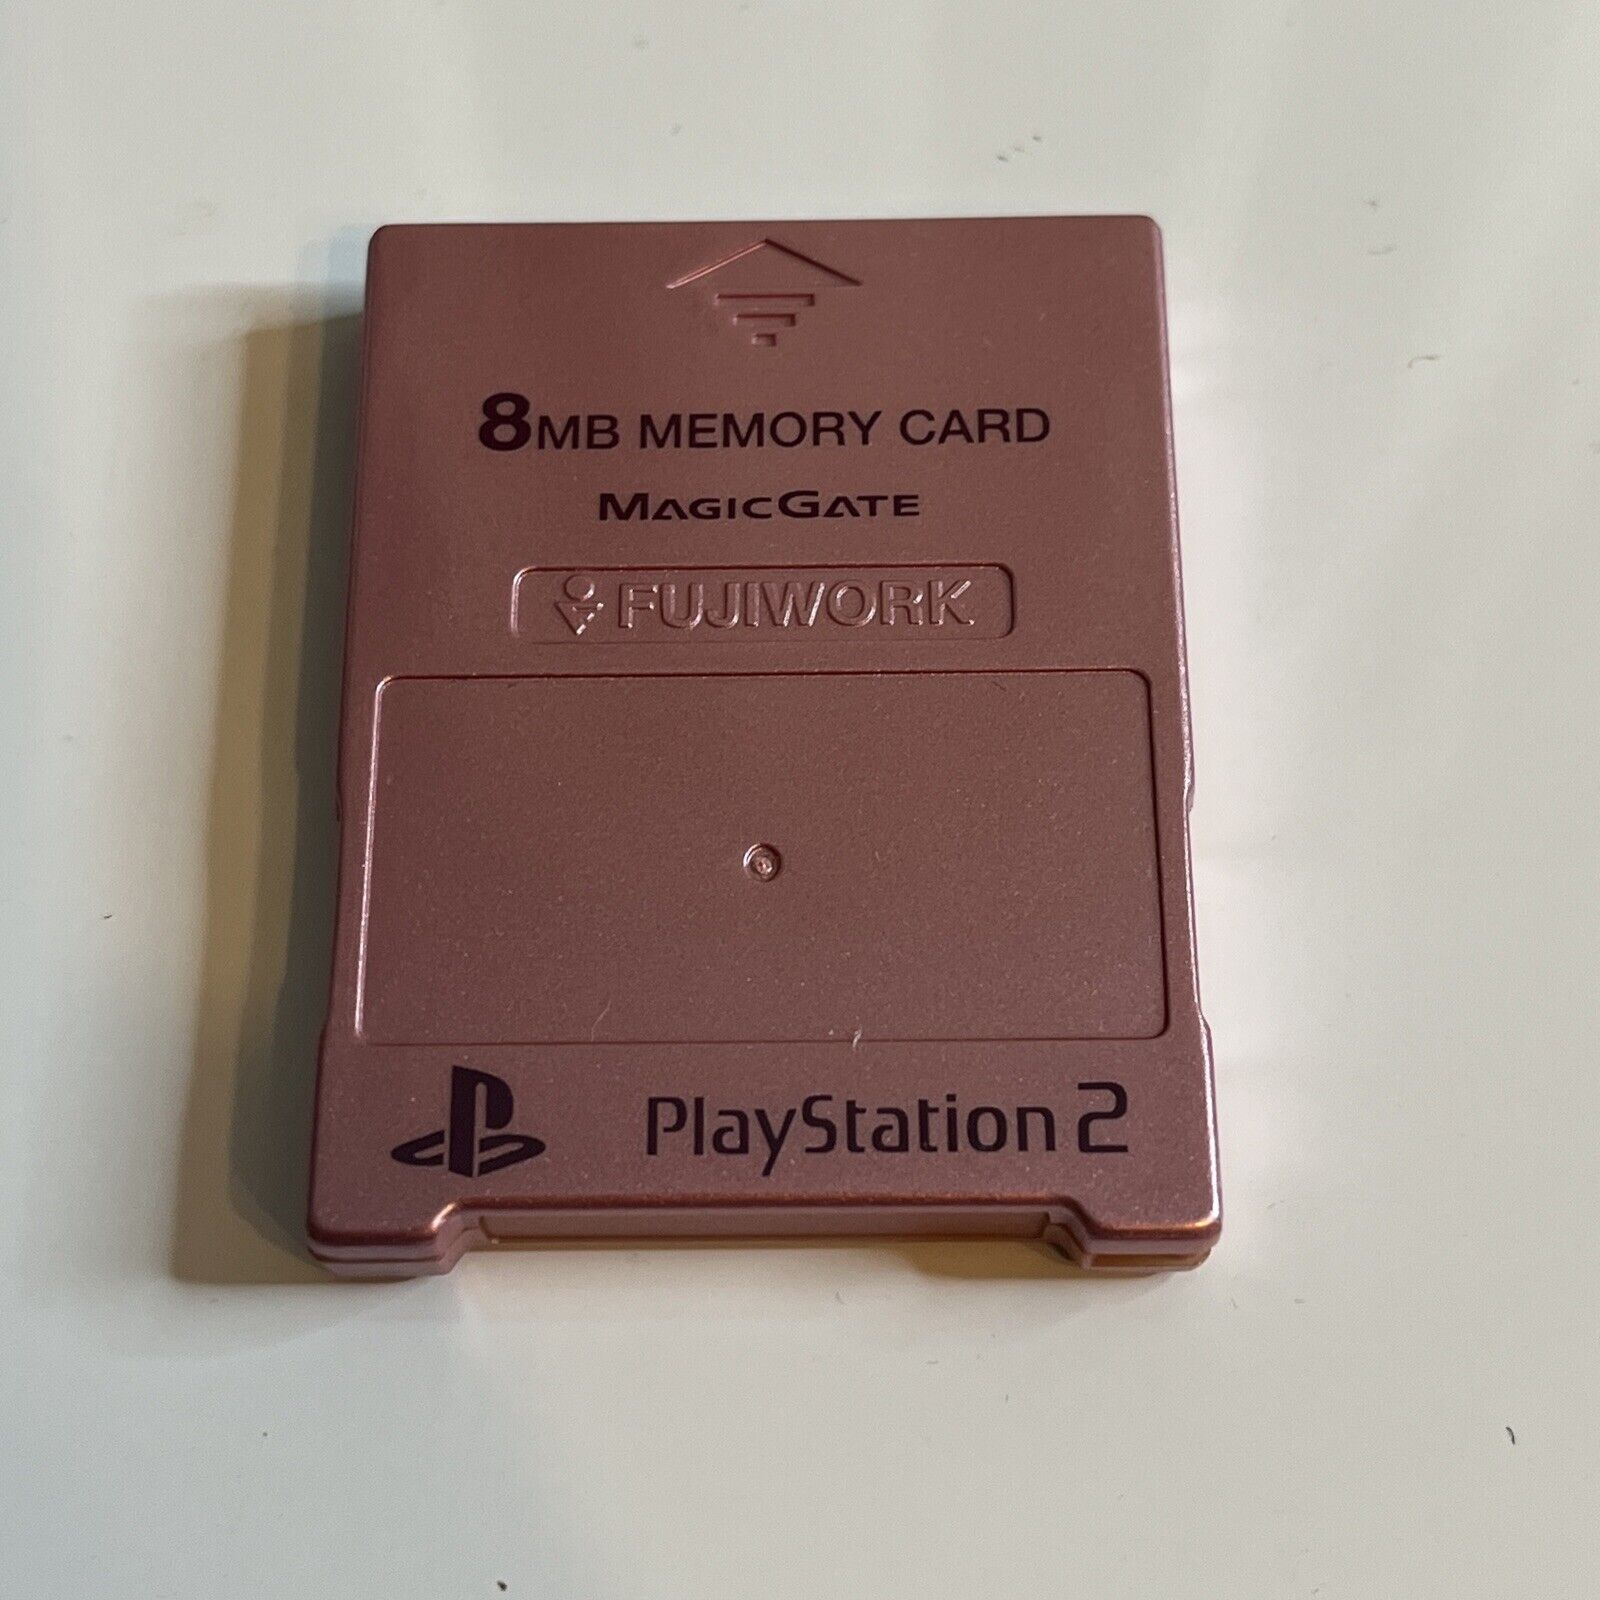 8MB MEMORY CARD
MAGICGATE
FUJIWORK
PlayStation 2